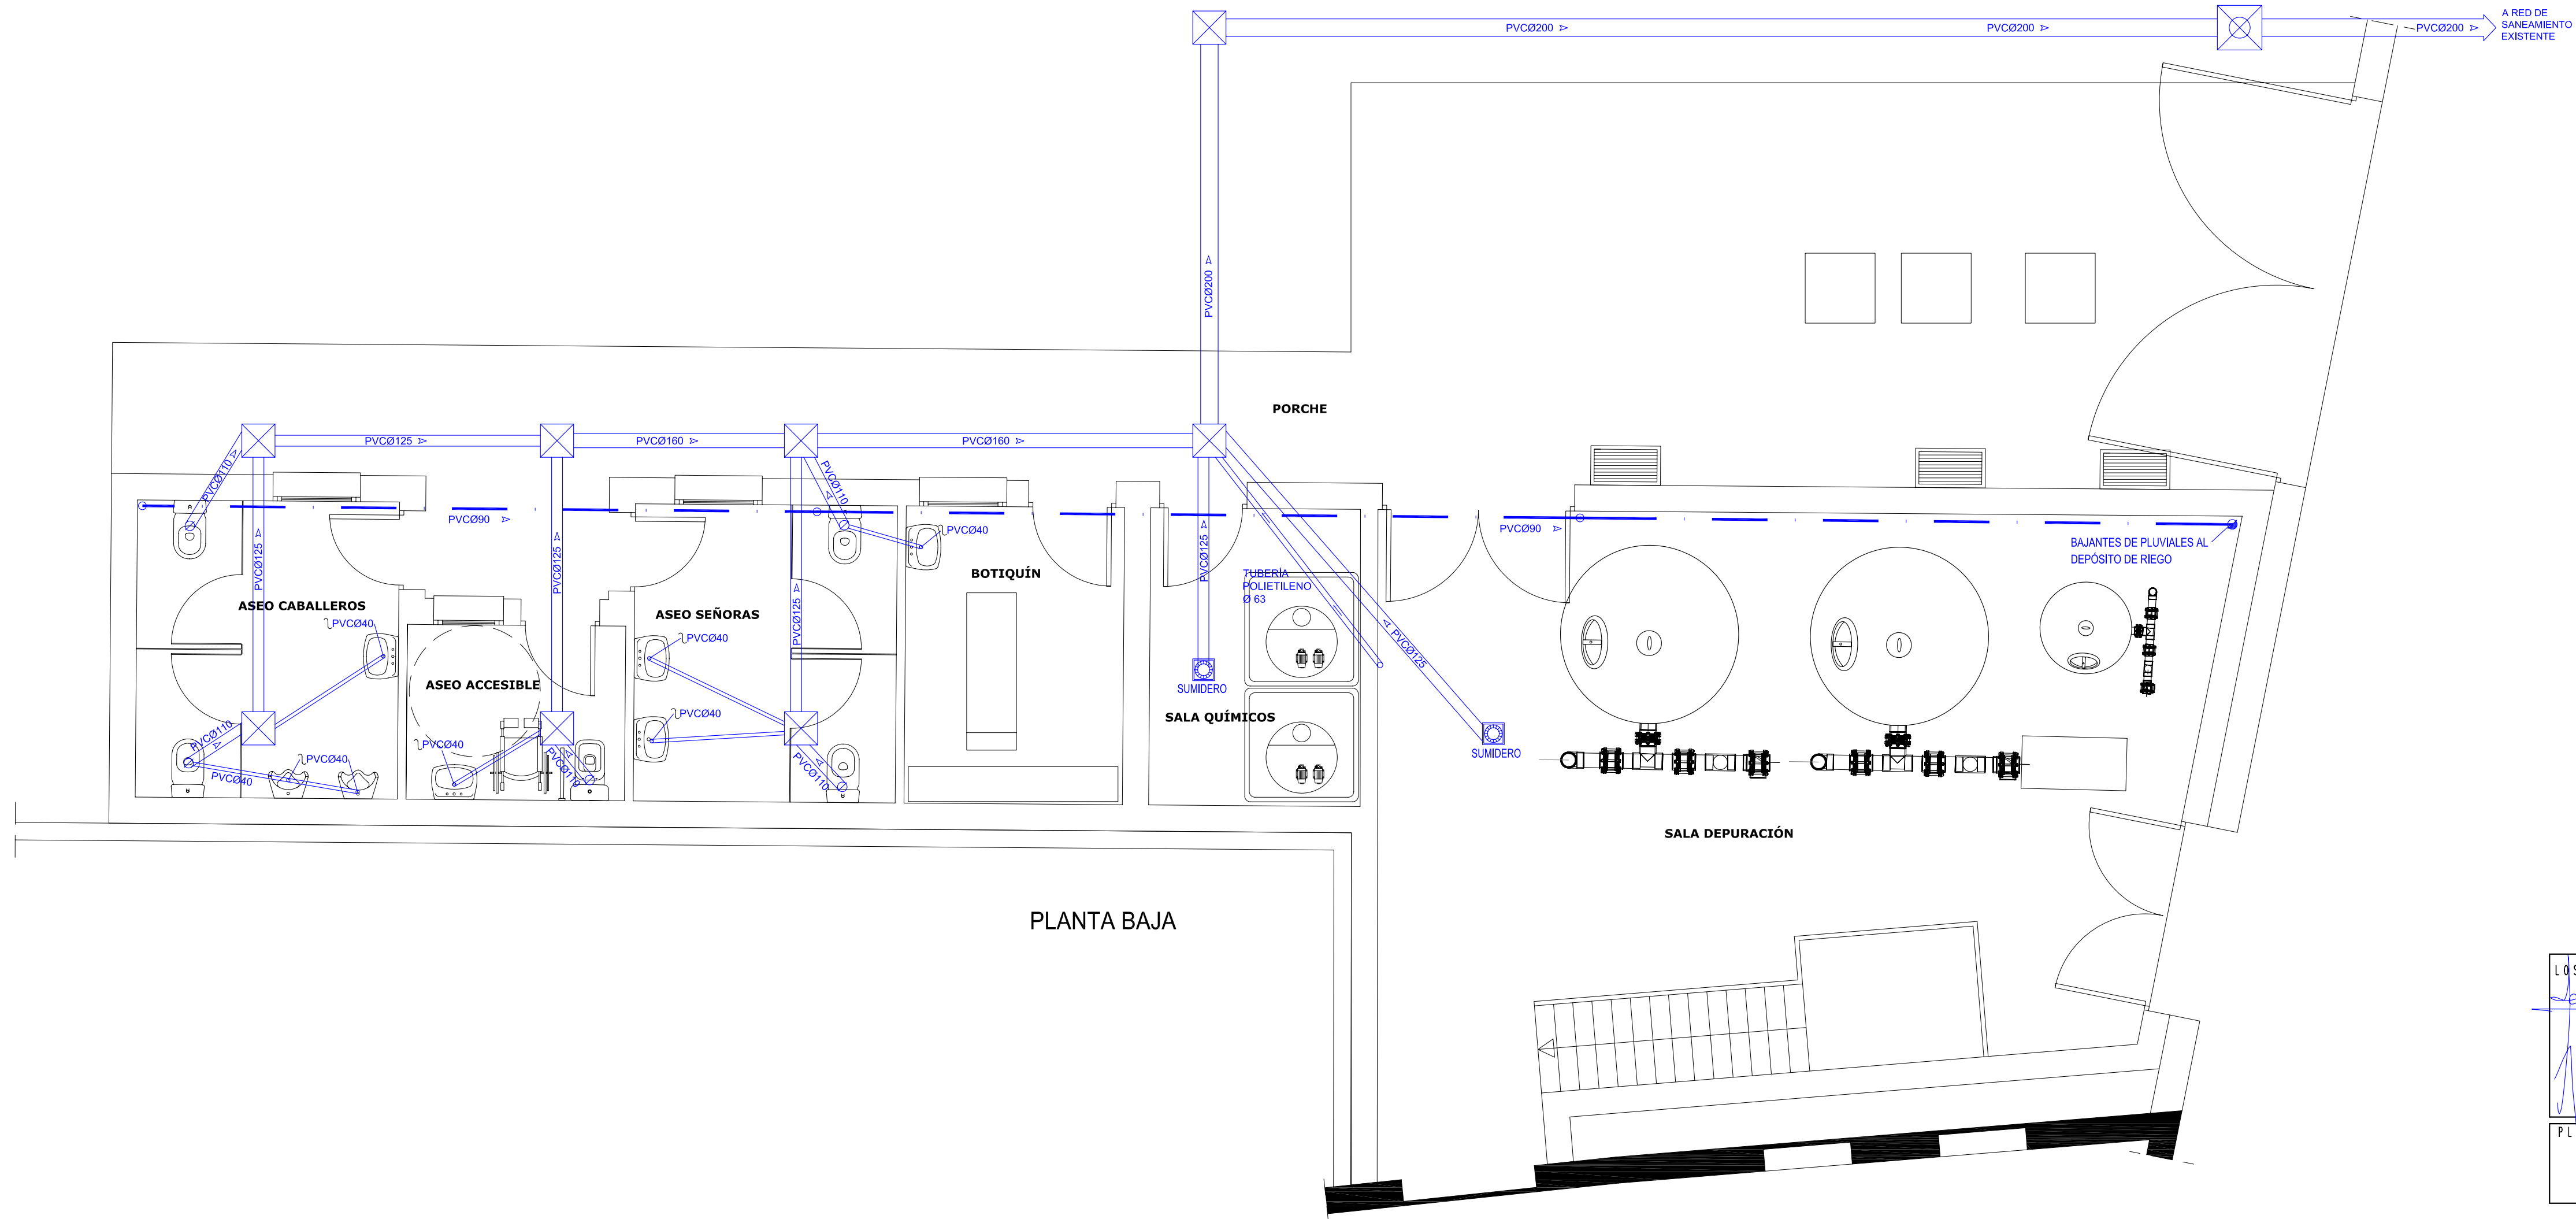 A RED DE
SANEAMIENTO
EXISTENTE
PVCØ200
PVCØ200
PVCØ200
PVCØ200
PORCHE
PVCØ125
PVCØ160
PVCØ160
PVCØ110
PVCØ110
PVCØ90
PVCØ90
PVCØ40
PVCØ125
PVCØ125
PVCØ125
PVCØ125
BAJANTES DE PLUVIALES AL
DEPÓSITO DE RIEGO
BOTIQUÍN
TUBERÍA
POLIETILENO
Ø 63
ASEO CABALLEROS
ASEO SEÑORAS
PVCØ40
PVCØ40
PVCØ125
ASEO ACCESIBLE
SUMIDERO
SALA QUÍMICOS
PVCØ40
PVCØ110
PVCØ40
SUMIDERO
PVCØ40
PVCØ40
PVCØ110
PVCØ110
SALA DEPURACIÓN
PLANTA BAJA
LOS
PL